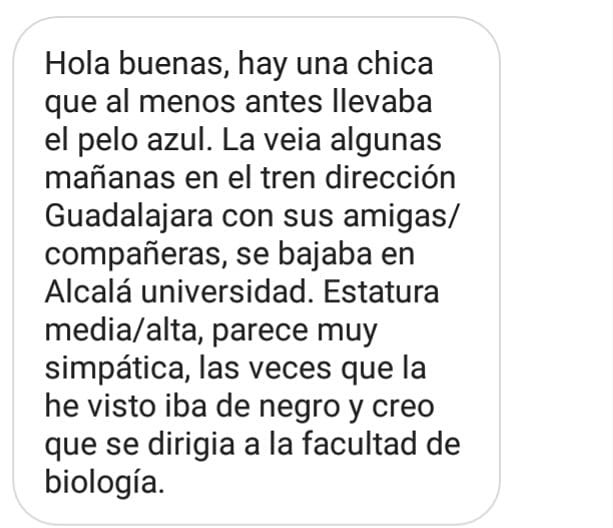 Hola buenas, hay una chica
que al menos antes llevaba
el pelo azul. La veia algunas
mañanas en el tren dirección
Guadalajara con sus amigas/
compañeras, se bajaba en
Alcalá universidad. Estatura
media/alta, parece muy
simpática, las veces que la
he visto iba de negro y creo
que se dirigia a la facultad de
biología.